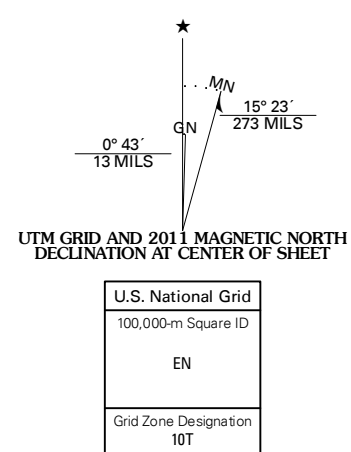 ★
MN
15° 23´
273 MILS
GN
0° 43´
13 MILS
UTM GRID AND 2011 MAGNETIC NORTH
DECLINATION AT CENTER OF SHEET
U.S. National Grid
100,000-m Square ID
EN
Grid Zone Designation
10T